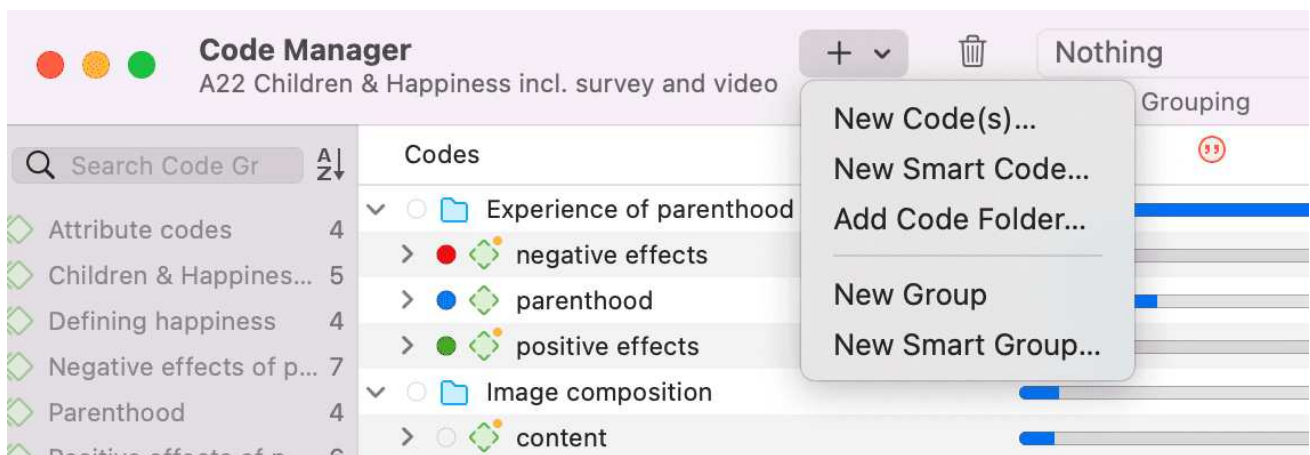 Code Manager
A22 Children & Happiness incl. survey and video
Nothing
Grouping
New Code(s)...
New Smart Code...
Add Code Folder...
New Group
New Smart Group...
Search Code Gr
Codes
Attribute codes 4
Children & Happines... 5
Defining happiness 4
Negative effects of p... 7
Parenthood 4
Experience of parenthood
negative effects
parenthood
positive effects
Image composition
content